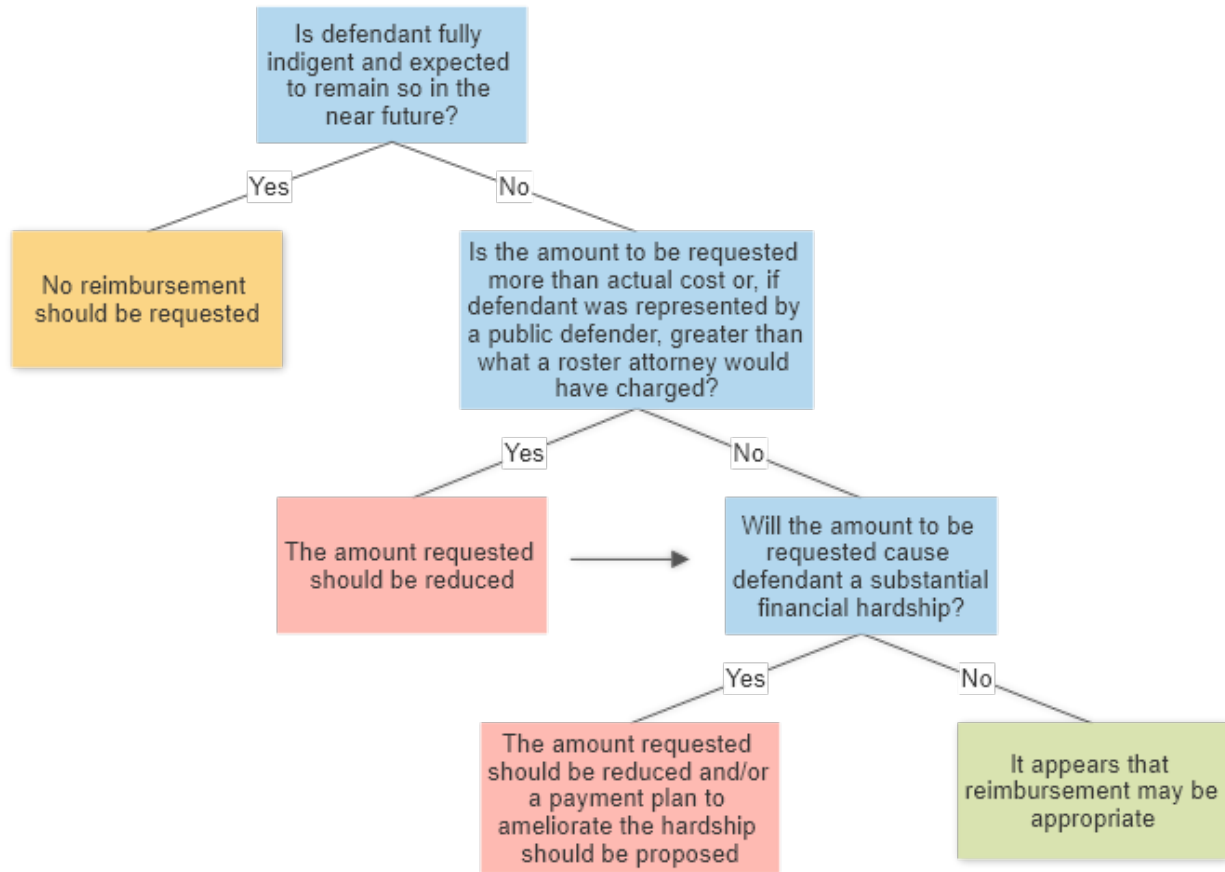 Is defendant fully
indigent and expected
to remain so in the
near future?
Yes
No
No reimbursement
should be requested
Is the amount to be requested
more than actual cost or, if
defendant was represented by
a public defender, greater than
what a roster attorney would
have charged?
Yes
No
The amount requested
should be reduced
Will the amount to be
requested cause
defendant a substantial
financial hardship?
Yes
No
The amount requested
should be reduced and/or
a payment plan to
ameliorate the hardship
should be proposed
It appears that
reimbursement may be
appropriate